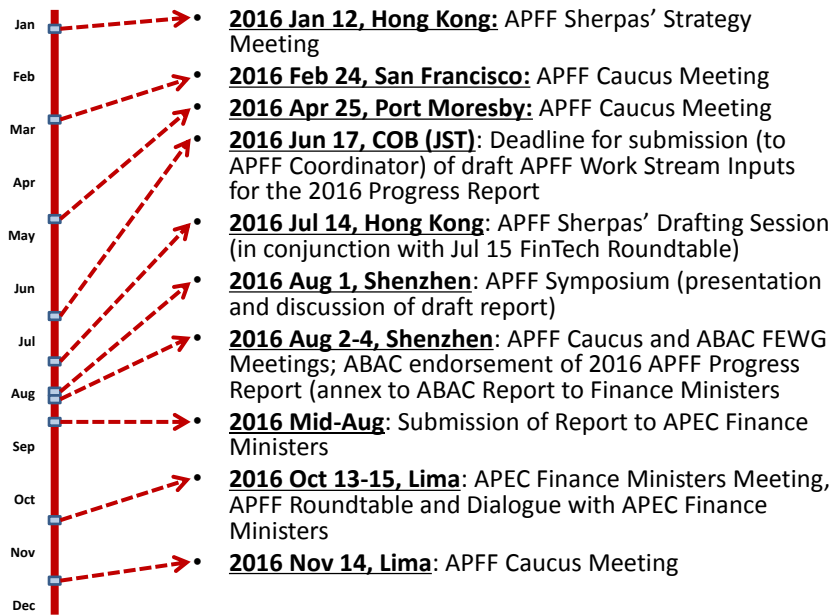 Jan
Feb
Mar
Apr
May
Jun
Jul
Aug
Sep
Oct
Nov
Dec
• 2016 Jan 12, Hong Kong: APFF Sherpas’ Strategy
Meeting
• 2016 Feb 24, San Francisco: APFF Caucus Meeting
• 2016 Apr 25, Port Moresby: APFF Caucus Meeting
• 2016 Jun 17, COB (JST): Deadline for submission (to
APFF Coordinator) of draft APFF Work Stream Inputs
for the 2016 Progress Report
• 2016 Jul 14, Hong Kong: APFF Sherpas’ Drafting Session
(in conjunction with Jul 15 FinTech Roundtable)
• 2016 Aug 1, Shenzhen: APFF Symposium (presentation
and discussion of draft report)
• 2016 Aug 2-4, Shenzhen: APFF Caucus and ABAC FEWG
Meetings; ABAC endorsement of 2016 APFF Progress
Report (annex to ABAC Report to Finance Ministers
• 2016 Mid-Aug: Submission of Report to APEC Finance
Ministers
• 2016 Oct 13-15, Lima: APEC Finance Ministers Meeting,
APFF Roundtable and Dialogue with APEC Finance
Ministers
• 2016 Nov 14, Lima: APFF Caucus Meeting